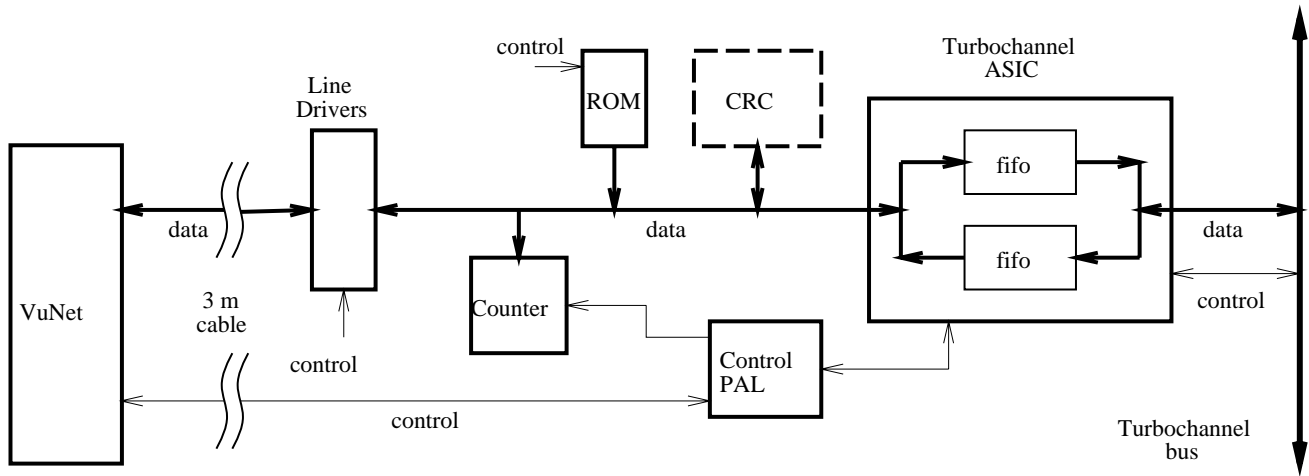 Turbochannel
ASIC
control
Line
Drivers
ROM
CRC
fifo
data
data
data
fifo
VuNet
3 m
cable
Counter
control
control
Control
PAL
control
Turbochannel
bus